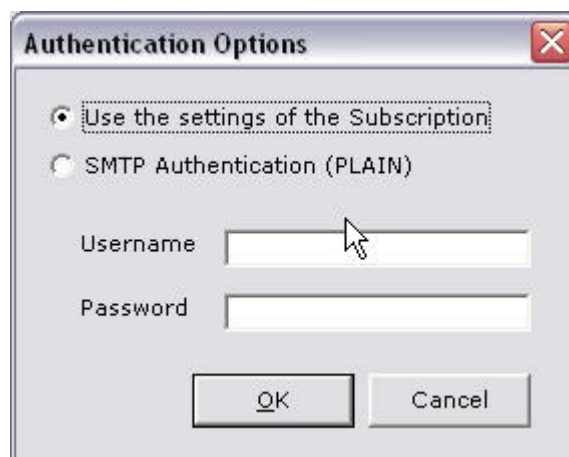 Authentication Options
Use the settings of the Subscription
SMTP Authentication (PLAIN)
Username
Password
OK Cancel